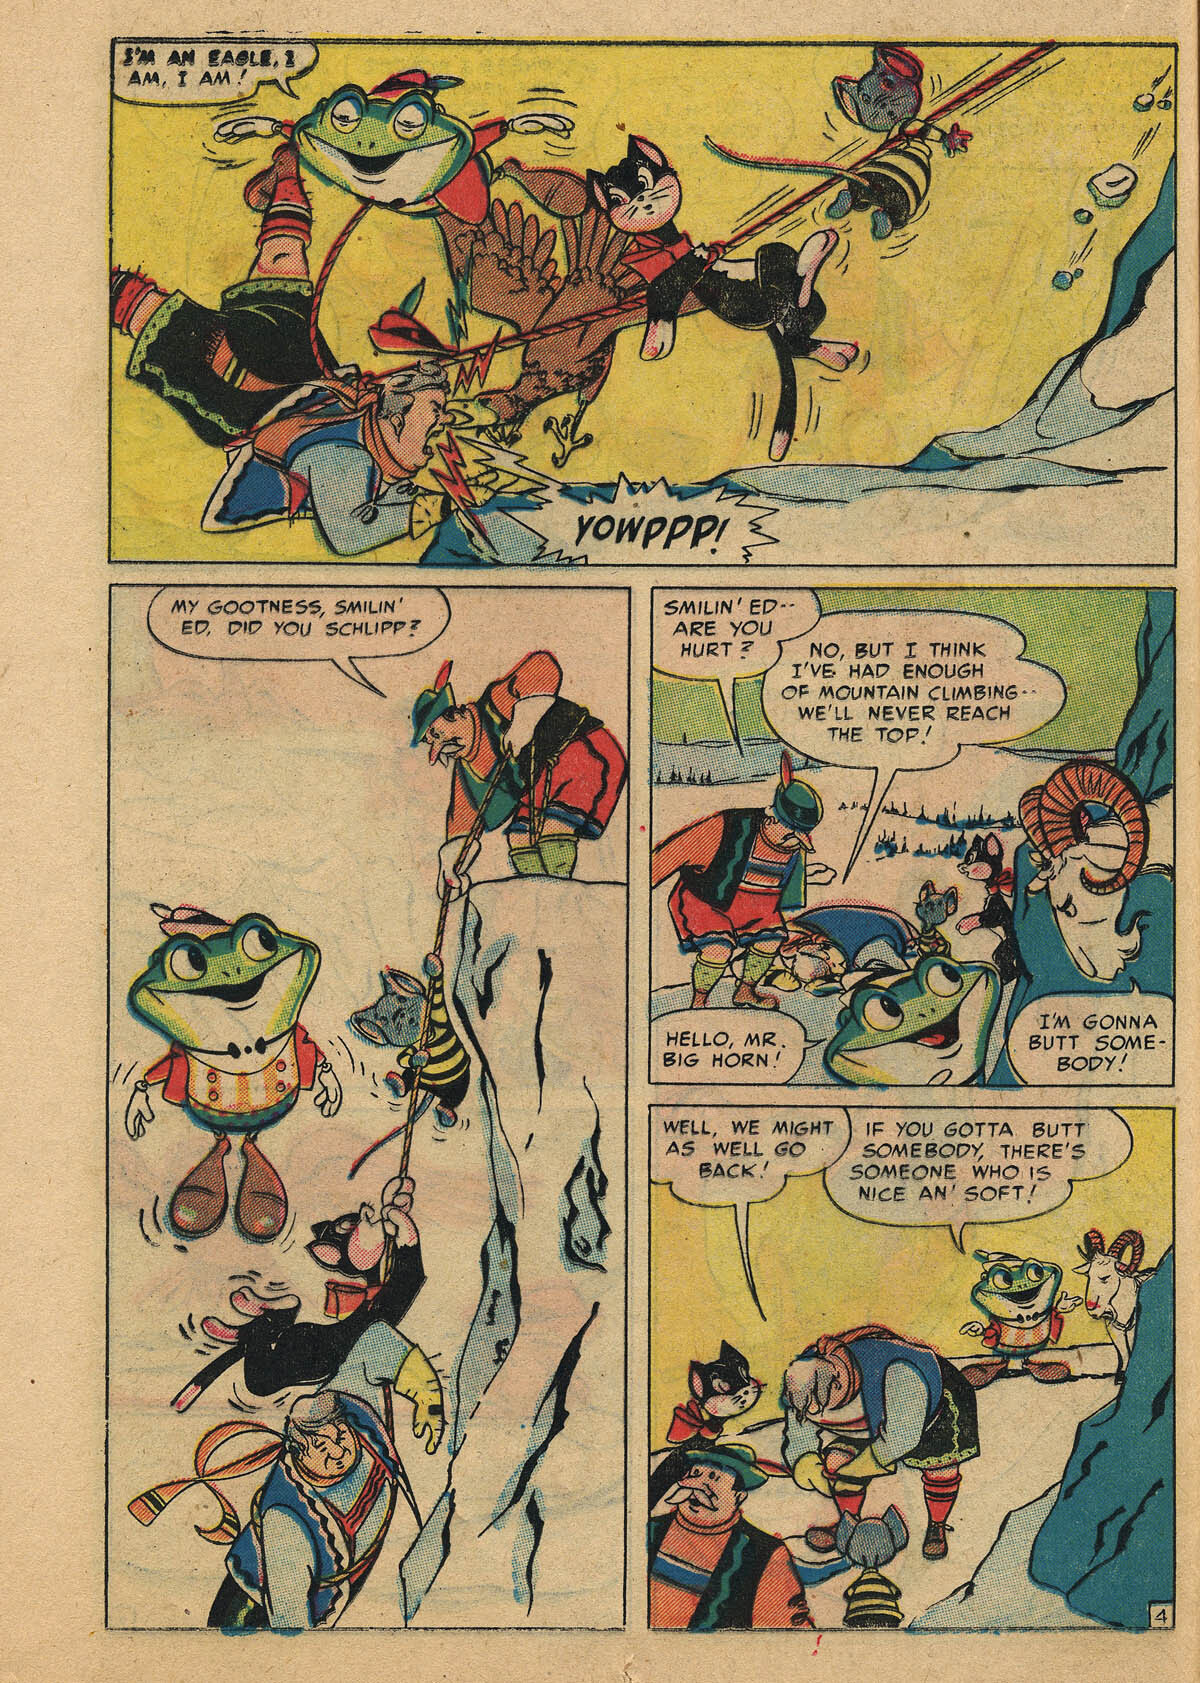 I'M AN EAGLE, I
AM, I AM!
YOWPPP!
MY GOOTNESS, SMILIN'
ED, DID YOU SCHLIPP?
SMILIN' ED--
ARE YOU
HURT?
NO, BUT I THINK
I'VE HAD ENOUGH
OF MOUNTAIN CLIMBING--
WE'LL NEVER REACH
THE TOP!
HELLO, MR.
BIG HORN!
I'M GONNA
BUTT SOME-
BODY!
WELL, WE MIGHT
AS WELL GO
BACK!
IF YOU GOTTA BUTT
SOMEBODY, THERE'S
SOMEONE WHO IS
NICE AN' SOFT!
4